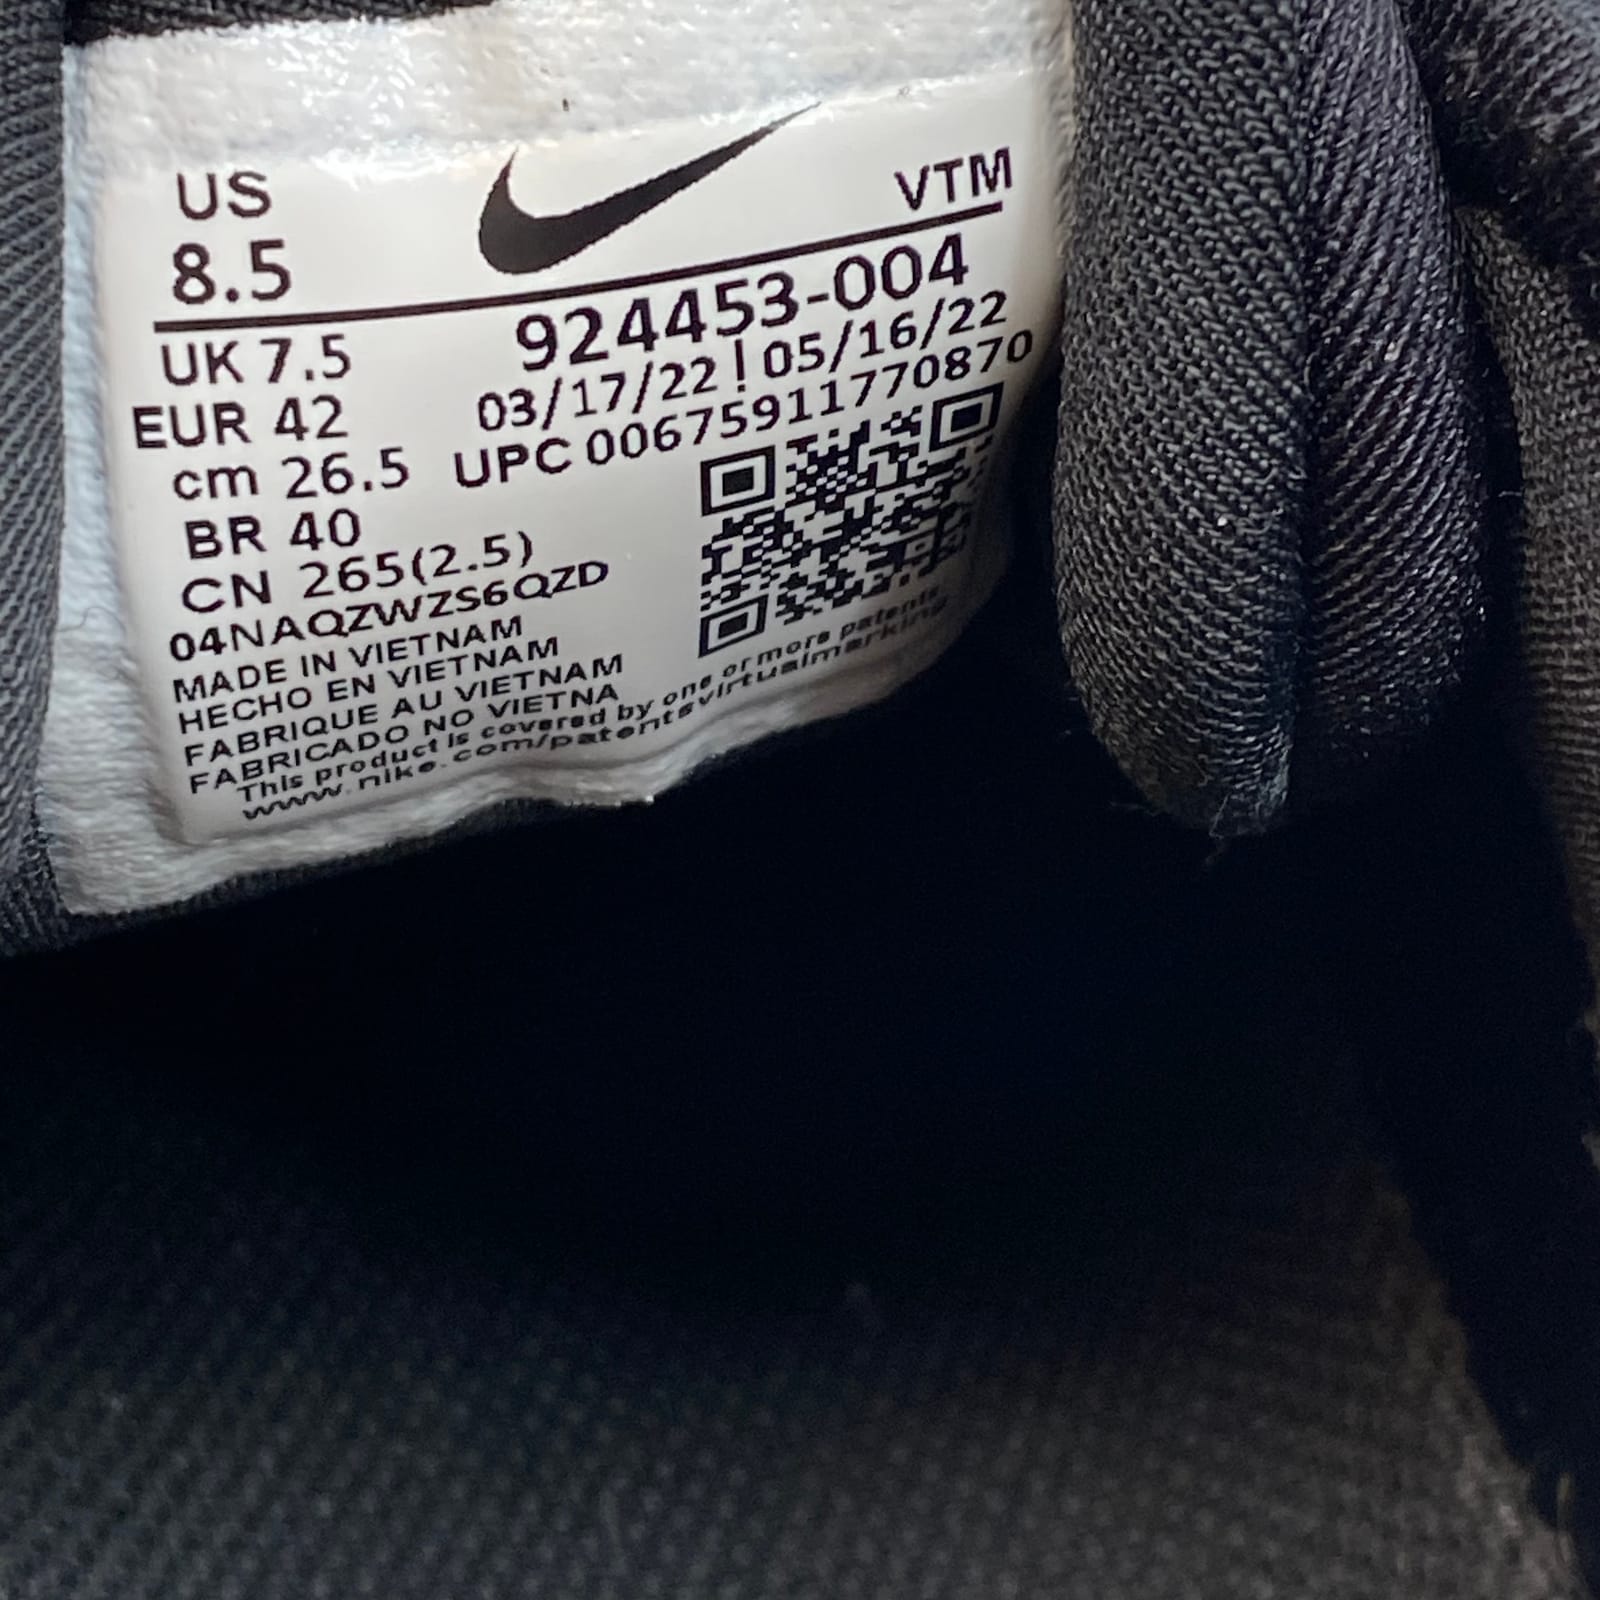 US
8.5
VTM
UK 7.5
EUR 42
cm 26.5
BR 40
CN 265(2.5)
924453-004
03/17/22 ! 05/16/22
UPC 00675911770870
04NAQZWZS6QZD
MADE IN VIETNAM
HECHO EN VIETNAM
FABRIQUE AU VIETNAM
FABRICADO NO VIETNA
This product is covered by one or more patents
www.nike.com/patentsvirtualmarking